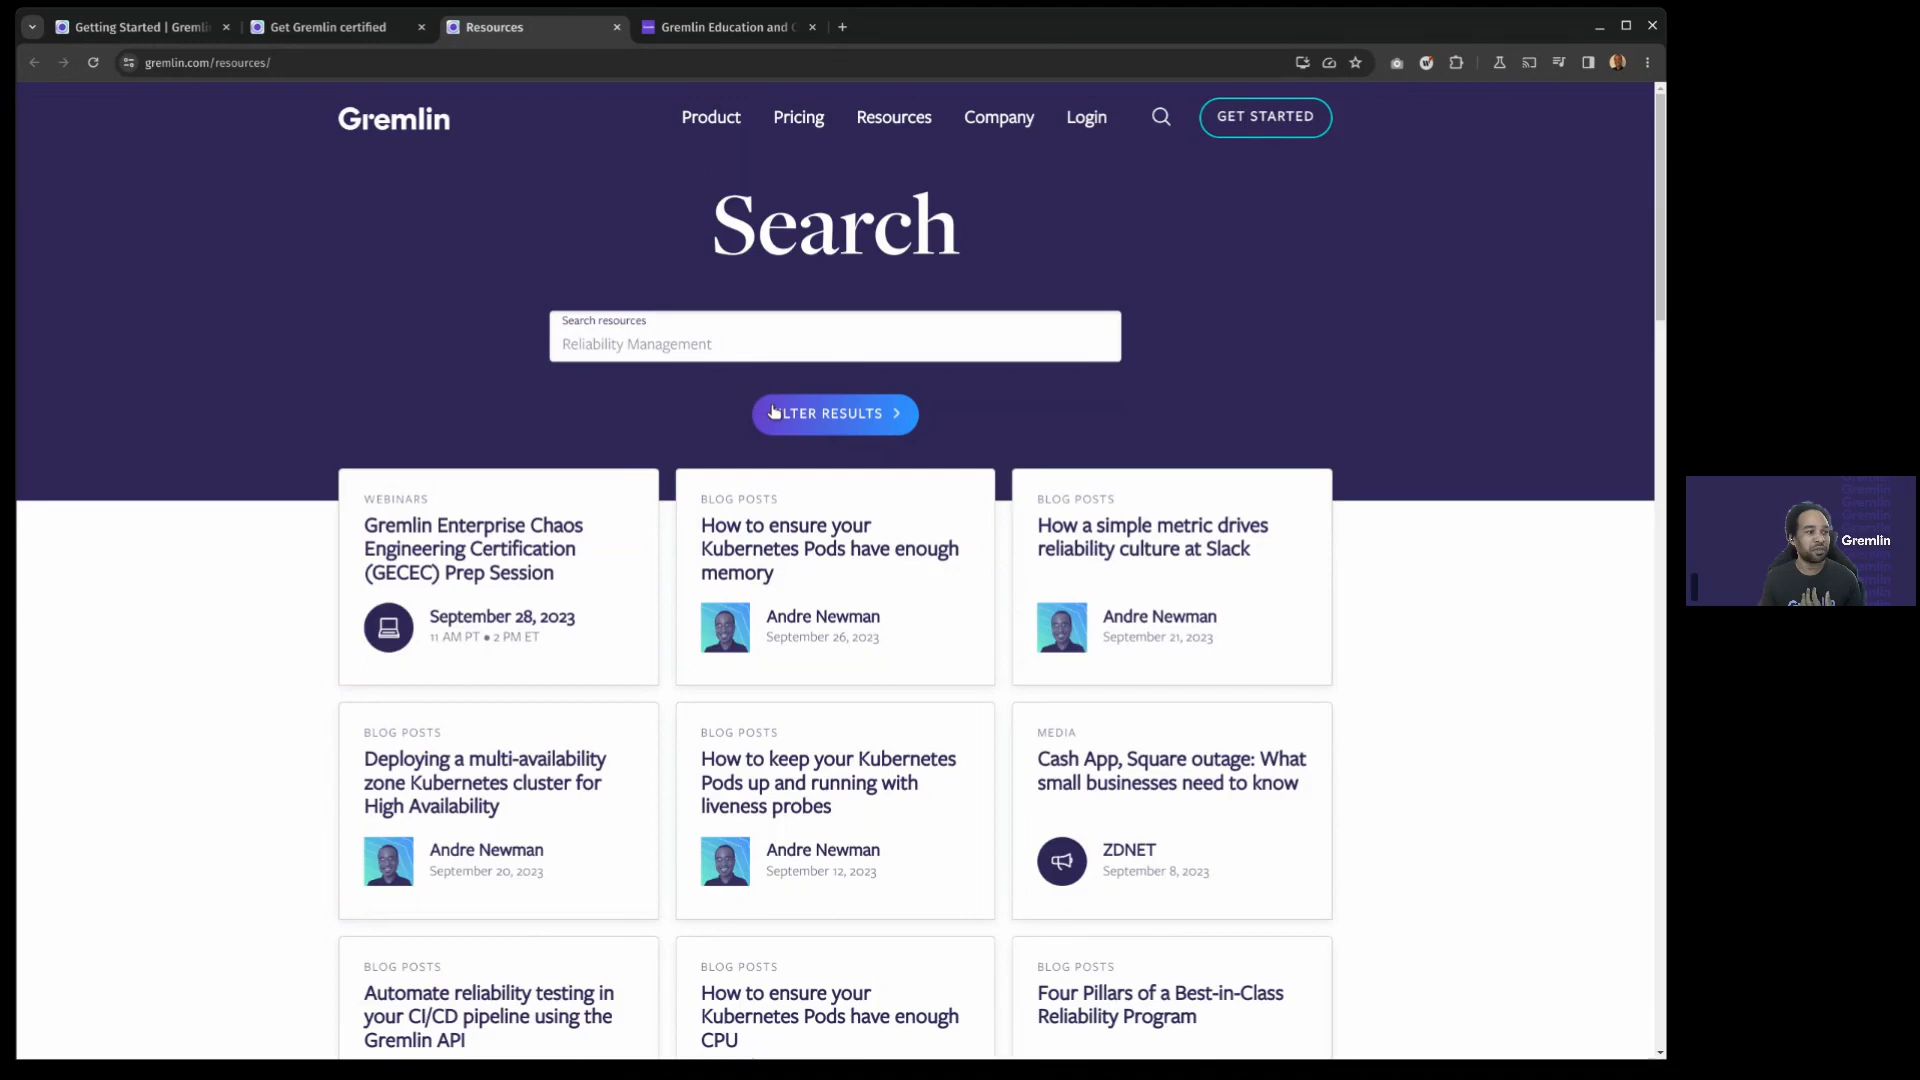 Getting Started | Gremli
Get Gremlin certified
Resources
Gremlin Education and C
gremlin.com/resources/
Gremlin
Product
Pricing
Resources
Company
Login
GET STARTED
Search
Search resources
Reliability Management
LTER RESULTS
WEBINARS
Gremlin Enterprise Chaos
Engineering Certification
(GECEC) Prep Session
September 28, 2023
11 AM PT • 2 PM ET
BLOG POSTS
How to ensure your
Kubernetes Pods have enough
memory
Andre Newman
September 26, 2023
BLOG POSTS
How a simple metric drives
reliability culture at Slack
Andre Newman
September 21, 2023
BLOG POSTS
Deploying a multi-availability
zone Kubernetes cluster for
High Availability
Andre Newman
September 20, 2023
BLOG POSTS
How to keep your Kubernetes
Pods up and running with
liveness probes
Andre Newman
September 12, 2023
MEDIA
Cash App, Square outage: What
small businesses need to know
ZDNET
September 8, 2023
BLOG POSTS
Automate reliability testing in
your CI/CD pipeline using the
Gremlin API
BLOG POSTS
How to ensure your
Kubernetes Pods have enough
CPU
BLOG POSTS
Four Pillars of a Best-in-Class
Reliability Program
Gremlin